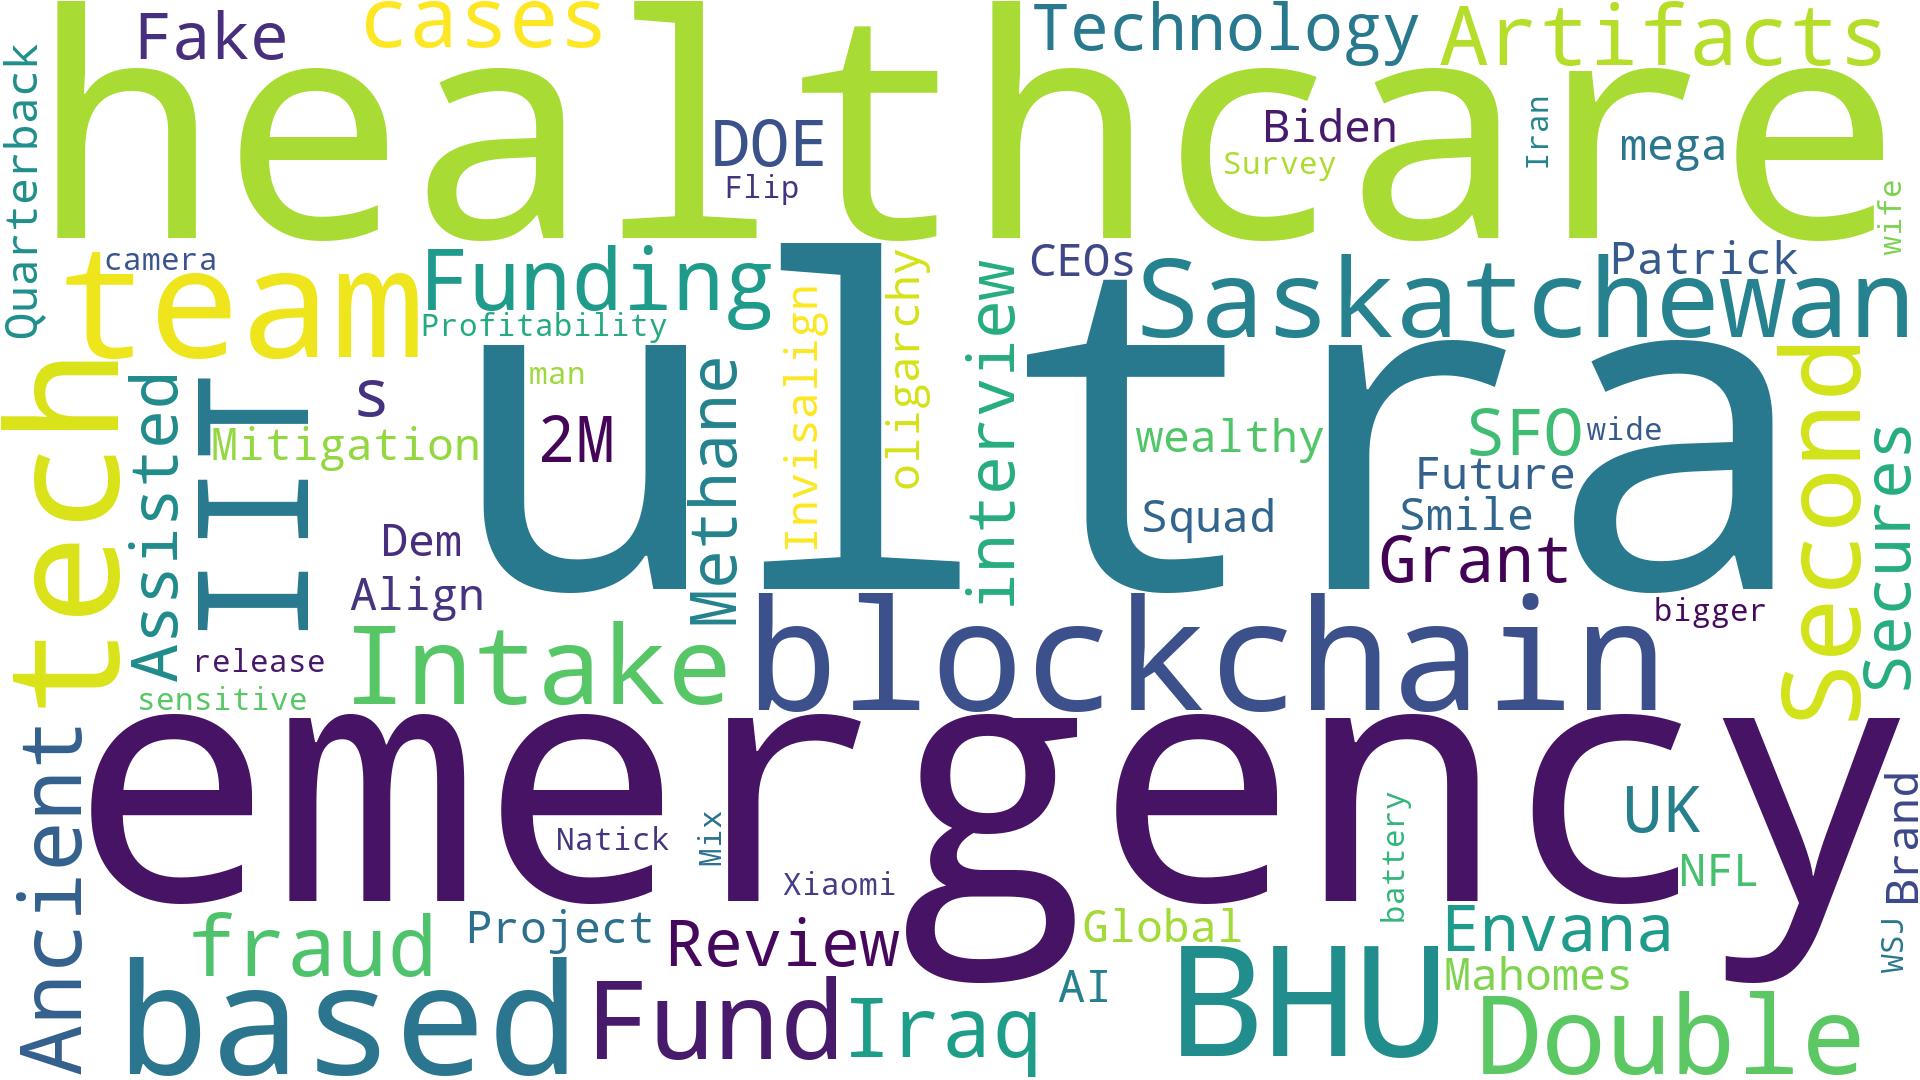 healthcare
Fake
cases
Technology
Artifacts
Quarterback
DOE
Flip
Biden
Survey
Iran
mega
wife
camera
team
Funding
Profitability
CEOs
Patrick
Saskatchewan
ultra
tech
Assisted
IIT
s
Mitigation
man
2M
Methane
Invisalign
oligarchy
interview
wealthy
SFO
wide
Future
Squad
Smile
Grant
Second
Secures
Dem
Align
bigger
release
sensitive
Intake
blockchain
emergency
Ancient
Natick
Mix
Xiaomi
battery
UK
NFL
Brand
WSJ
fraud
Project
Review
Global
Envana
Mahomes
based
Fund
Iraq
AI
BHU
Double